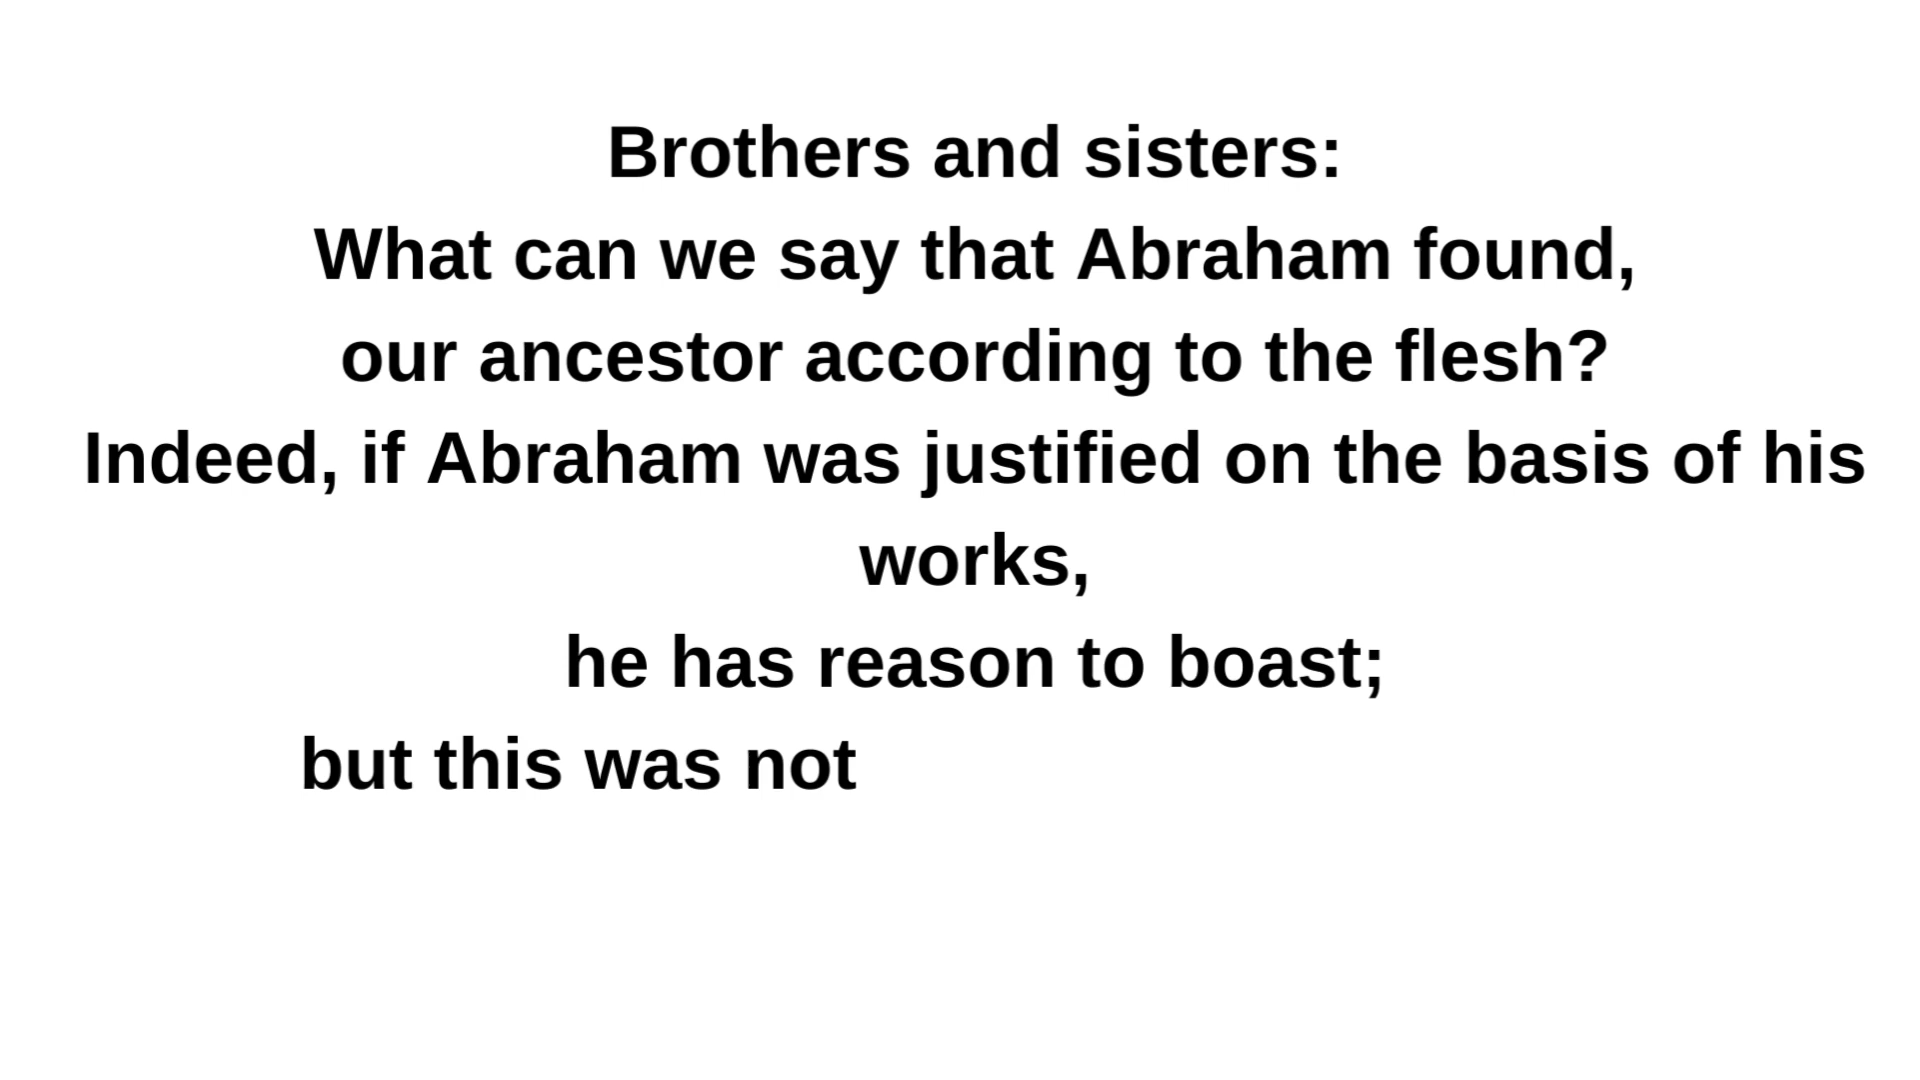 Brothers and sisters:
What can we say that Abraham found,
our ancestor according to the flesh?
Indeed, if Abraham was justified on the basis of his
works,
he has reason to boast;
but this was not